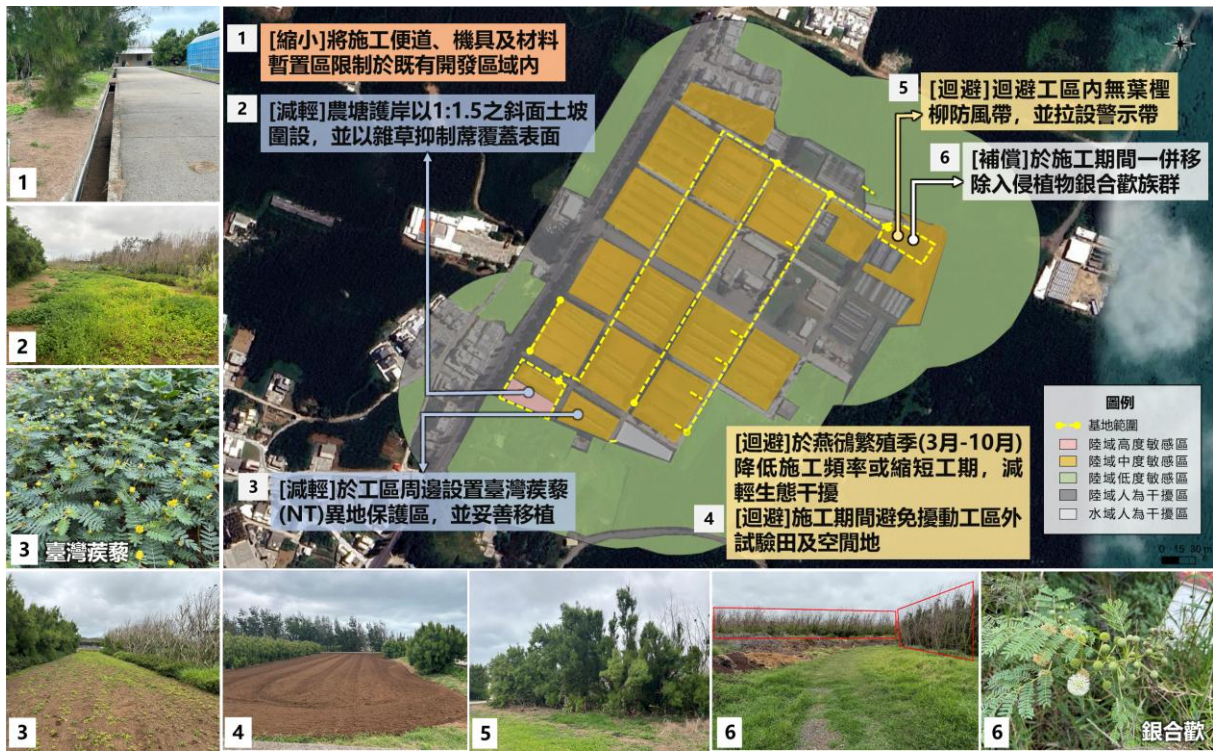 1
[縮小]將施工便道、機具及材料
暫置區限制於既有開發區域內
2
[減輕]農塘護岸以1:1.5之斜面土坡
圍設，並以雜草抑制蓆覆蓋表面
5
[迴避]迴避工區內無葉檉
柳防風帶，並拉設警示帶
6
[補償]於施工期間一併移
除入侵植物銀合歡族群
3
[減輕]於工區周邊設置臺灣蒺藜
(NT)異地保護區，並妥善移植
4
[迴避]於燕鴴繁殖季(3月-10月)
降低施工頻率或縮短工期，減
輕生態干擾
[迴避]施工期間避免擾動工區外
試驗田及空閒地
圖例
基地範圍
陸域高度敏感區
陸域中度敏感區
陸域低度敏感區
陸域人為干擾區
水域人為干擾區
0 15 30 m
1
2
3 臺灣蒺藜
3
4
5
6
6 銀合歡